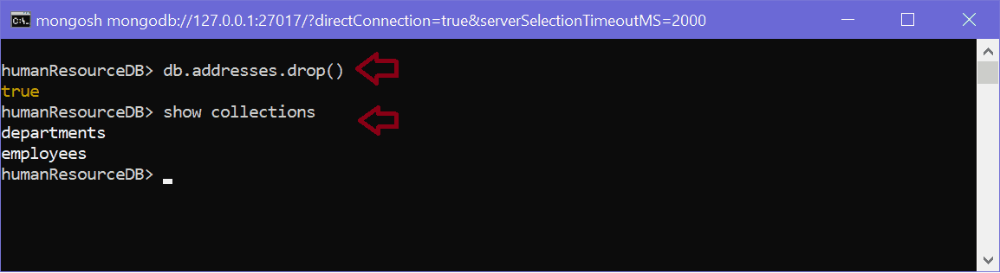 mongosh mongodb://127.0.0.1:27017/?directConnection=true&serverSelectionTimeoutMS=2000
humanResourceDB> db.addresses.drop()
true
humanResourceDB> show collections
departments
employees
humanResourceDB>